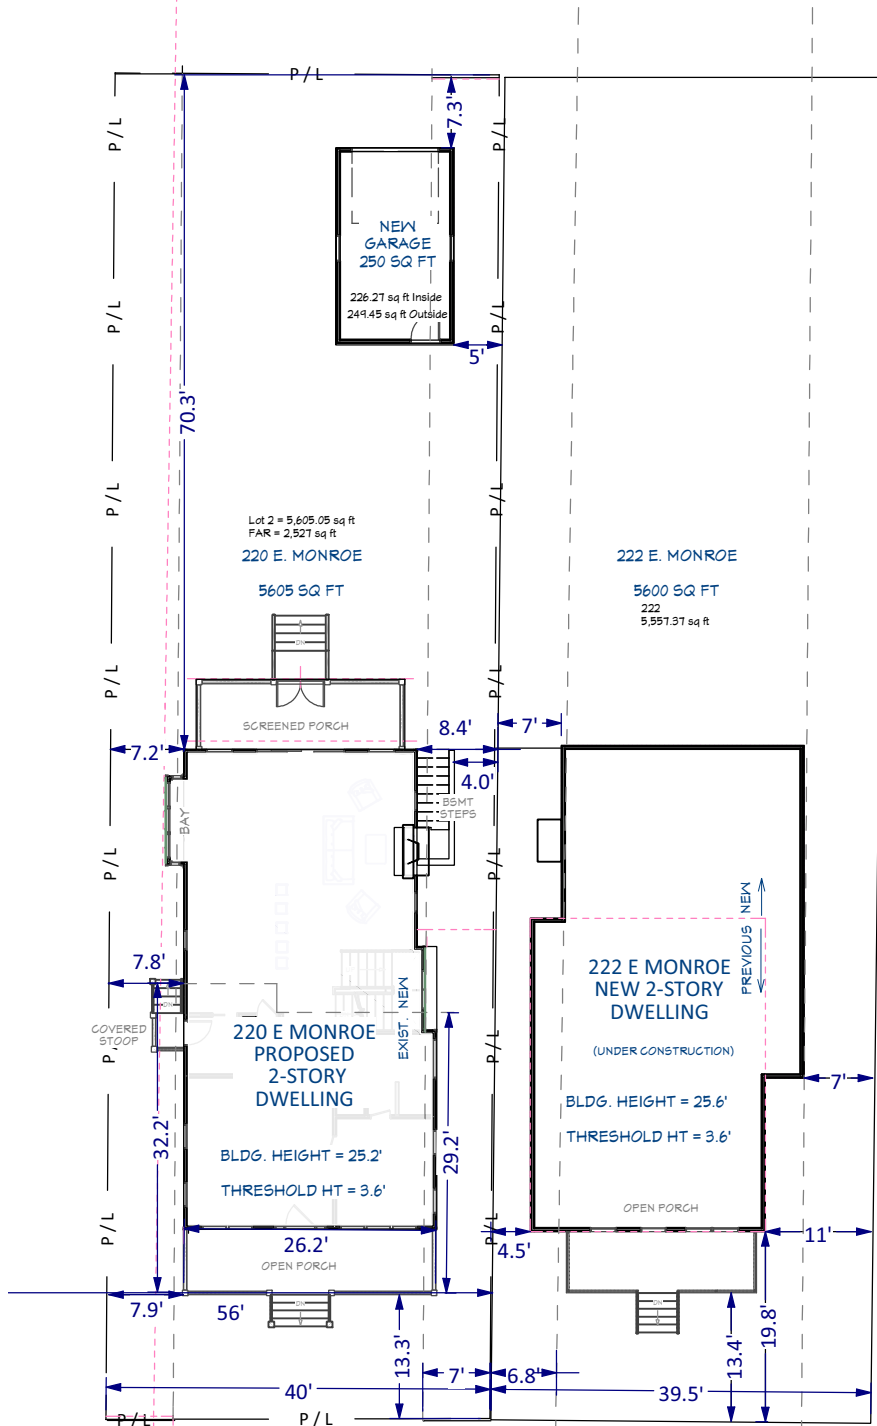 P / L
7.3'
P / L
P / L
NEW
GARAGE
250 SQ FT
226.27 sq ft Inside
249.45 sq ft Outside
P / L
P / L
5'
70.3'
P / L
P / L
Lot 2 = 5,605.05 sq ft
FAR = 2,527 sq ft
220 E. MONROE
5605 SQ FT
222 E. MONROE
5600 SQ FT
222
5,557.37 sq ft
DN
P / L
P / L
SCREENED PORCH
8.4'
7'
7.2'
4.0'
BSMT
STEPS
BAY
P / L
P / L
PREVIOUS
NEW
7.8'
DN
COVERED
STOOP
P / L
EXIST.
NEW
220 E MONROE
PROPOSED
2-STORY
DWELLING
BLDG. HEIGHT = 25.2'
THRESHOLD HT = 3.6'
32.2'
29.2'
P / L
222 E MONROE
NEW 2-STORY
DWELLING
(UNDER CONSTRUCTION)
BLDG. HEIGHT = 25.6'
THRESHOLD HT = 3.6'
7'
OPEN PORCH
P / L
P / L
26.2'
OPEN PORCH
4.5'
11'
7.9'
56'
DN
DN
13.3'
13.4'
19.8'
7'
6.8'
40'
39.5'
P / L
P / L